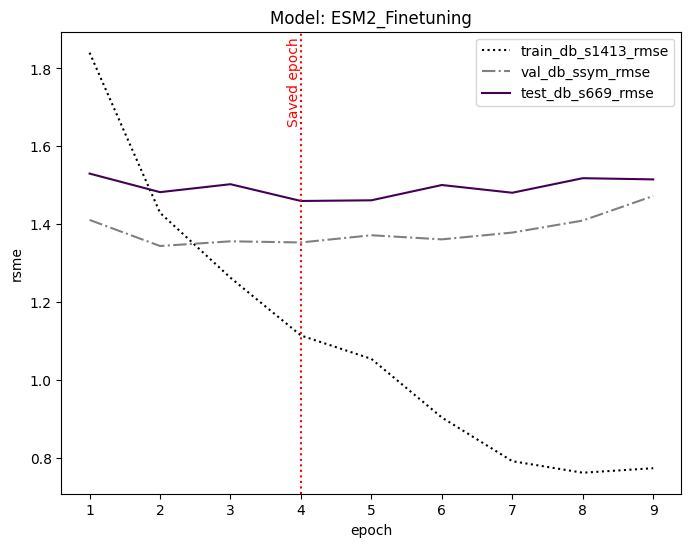 Model: ESM2_Finetuning
train_db_s1413_rmse
val_db_ssym_rmse
test_db_s669_rmse
Saved epoch
rsme
1.8
1.6
1.4
1.2
1.0
0.8
1 2 3 4 5 6 7 8 9
epoch